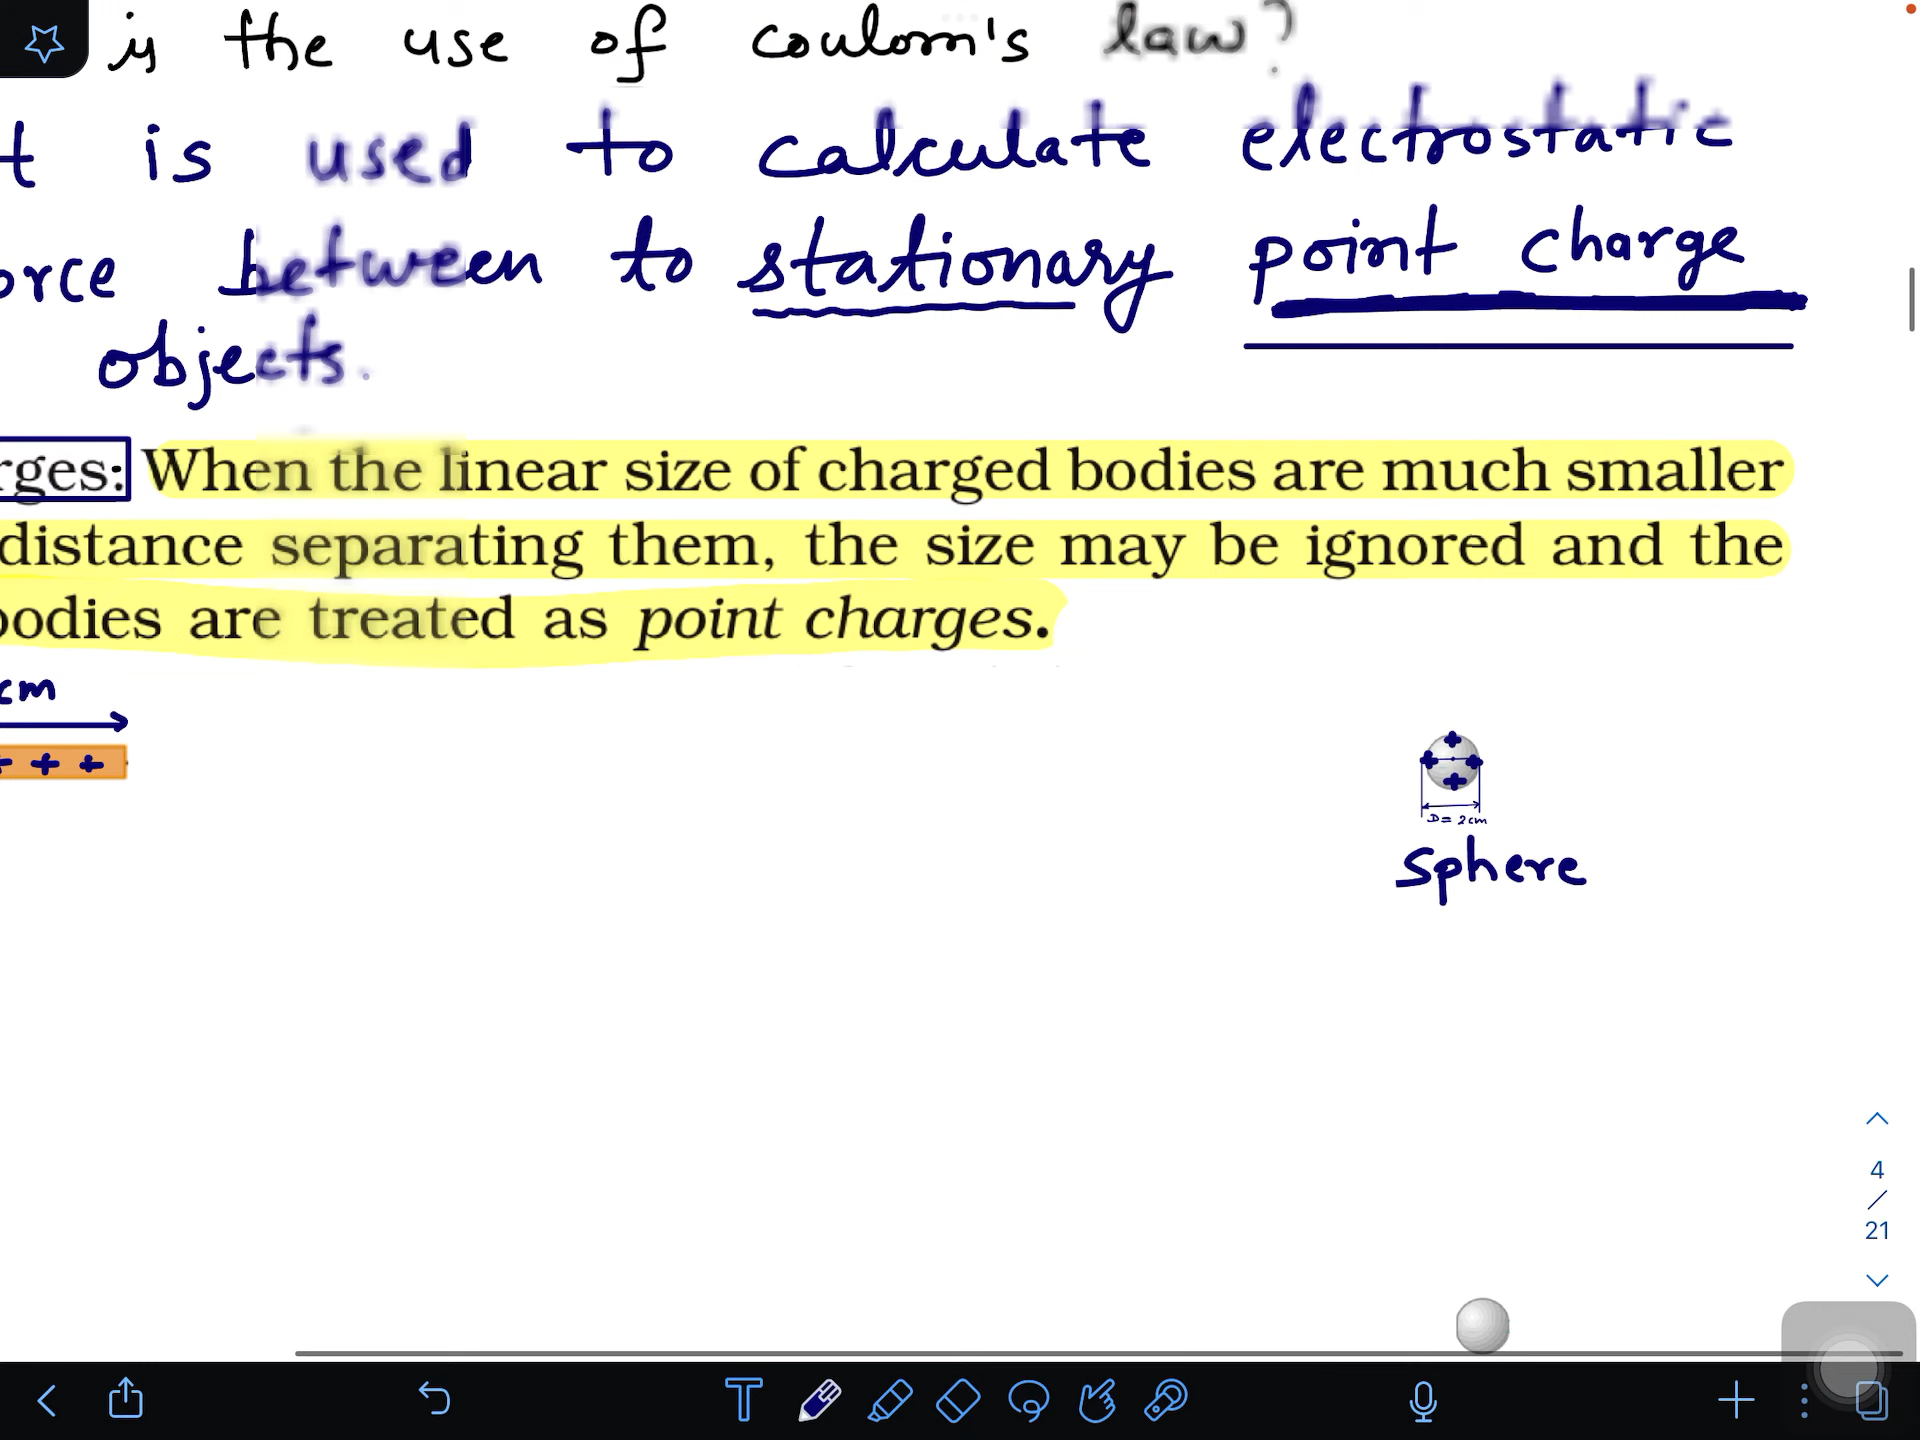 is the use of coulom's law?
t is used to calculate electrostatic
orce between to stationary point charge
objects.
rges: When the linear size of charged bodies are much smaller
distance separating them, the size may be ignored and the
bodies are treated as point charges.
cm
+ + +
D = 2cm
Sphere
4
/
21